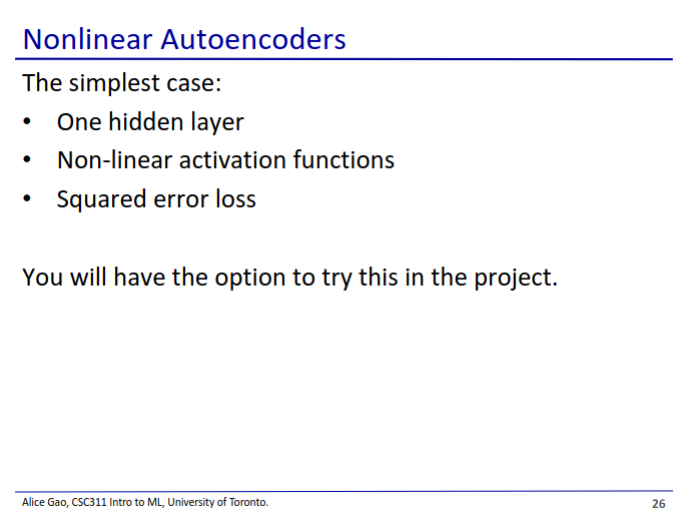 Nonlinear Autoencoders
The simplest case:
• One hidden layer
• Non-linear activation functions
• Squared error loss
You will have the option to try this in the project.
Alice Gao, CSC311 Intro to ML, University of Toronto.
26